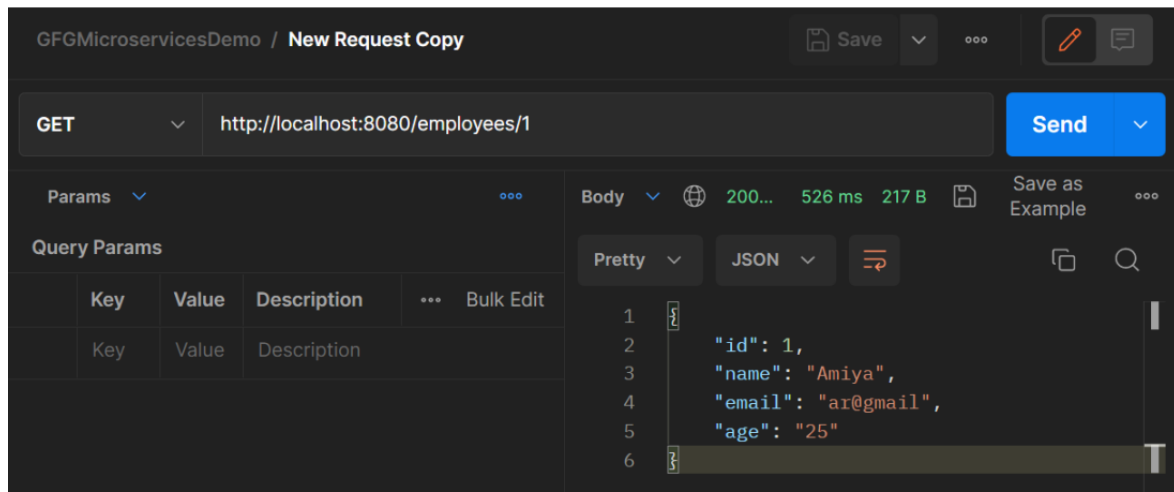 GFGMicroservicesDemo / New Request Copy
Save
GET http://localhost:8080/employees/1 Send
Params
Query Params
Key Value Description Bulk Edit
Key Value Description
Body 200... 526 ms 217 B Save as Example
Pretty JSON
1 {
2 "id": 1,
3 "name": "Amiya",
4 "email": "ar@gmail",
5 "age": "25"
6 }